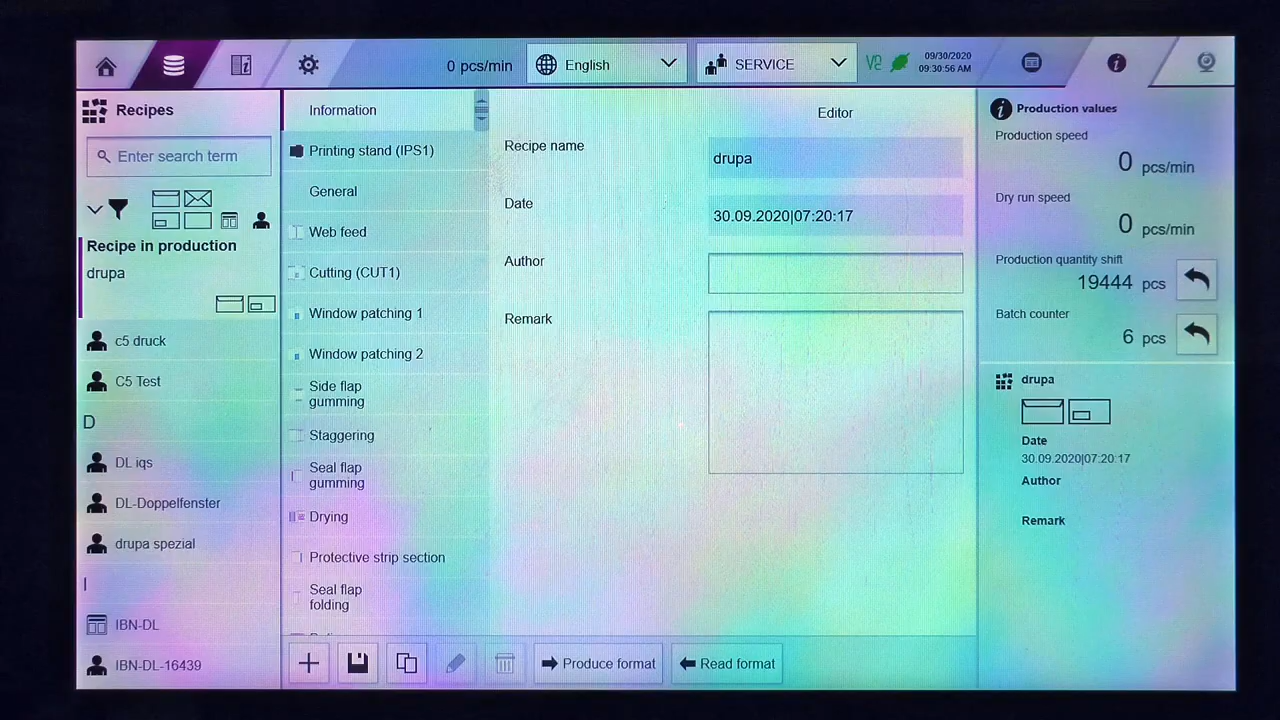 0 pcs/min
English
SERVICE
09/30/2020
09:30:56 AM
Recipes
Enter search term
Recipe in production
drupa
c5 druck
C5 Test
D
DL iqs
DL-Doppelfenster
drupa spezial
I
IBN-DL
IBN-DL-16439
Information
Printing stand (IPS1)
General
Web feed
Cutting (CUT1)
Window patching 1
Window patching 2
Side flap
gumming
Staggering
Seal flap
gumming
Drying
Protective strip section
Seal flap
folding
Editor
Recipe name
drupa
Date
30.09.2020|07:20:17
Author
Remark
Produce format
Read format
Production values
Production speed
0 pcs/min
Dry run speed
0 pcs/min
Production quantity shift
19444 pcs
Batch counter
6 pcs
drupa
Date
30.09.2020|07:20:17
Author
Remark